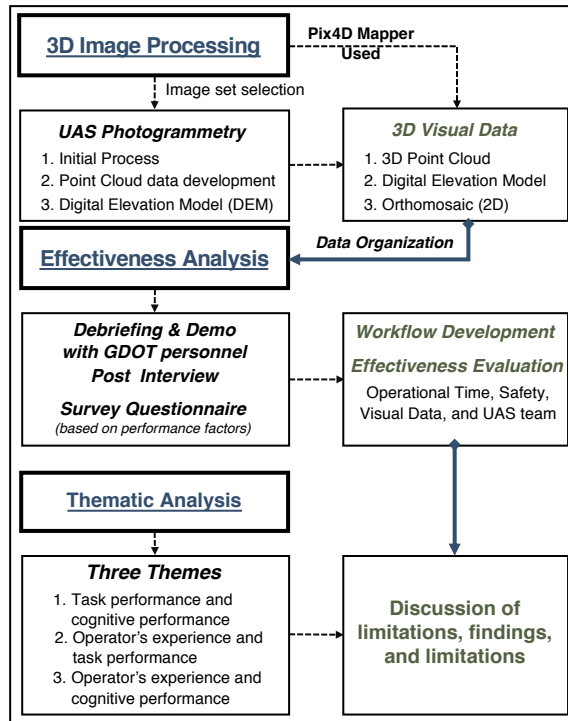 3D Image Processing
Pix4D Mapper
Used
Image set selection
UAS Photogrammetry
1. Initial Process
2. Point Cloud data development
3. Digital Elevation Model (DEM)
3D Visual Data
1. 3D Point Cloud
2. Digital Elevation Model
3. Orthomosaic (2D)
Data Organization
Effectiveness Analysis
Debriefing & Demo
with GDOT personnel
Post Interview
Survey Questionnaire
(based on performance factors)
Workflow Development
Effectiveness Evaluation
Operational Time, Safety,
Visual Data, and UAS team
Thematic Analysis
Three Themes
1. Task performance and
cognitive performance
2. Operator's experience and
task performance
3. Operator's experience and
cognitive performance
Discussion of
limitations, findings,
and limitations